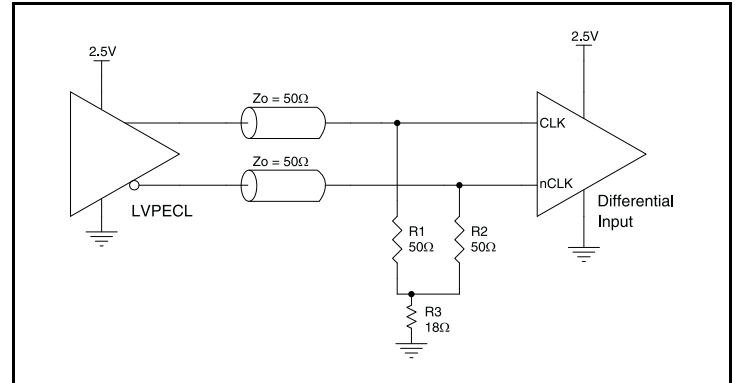 2.5V
2.5V
Zo = 50Ω
CLK
Zo = 50Ω
nCLK
LVPECL
Differential
Input
R1
50Ω
R2
50Ω
R3
18Ω